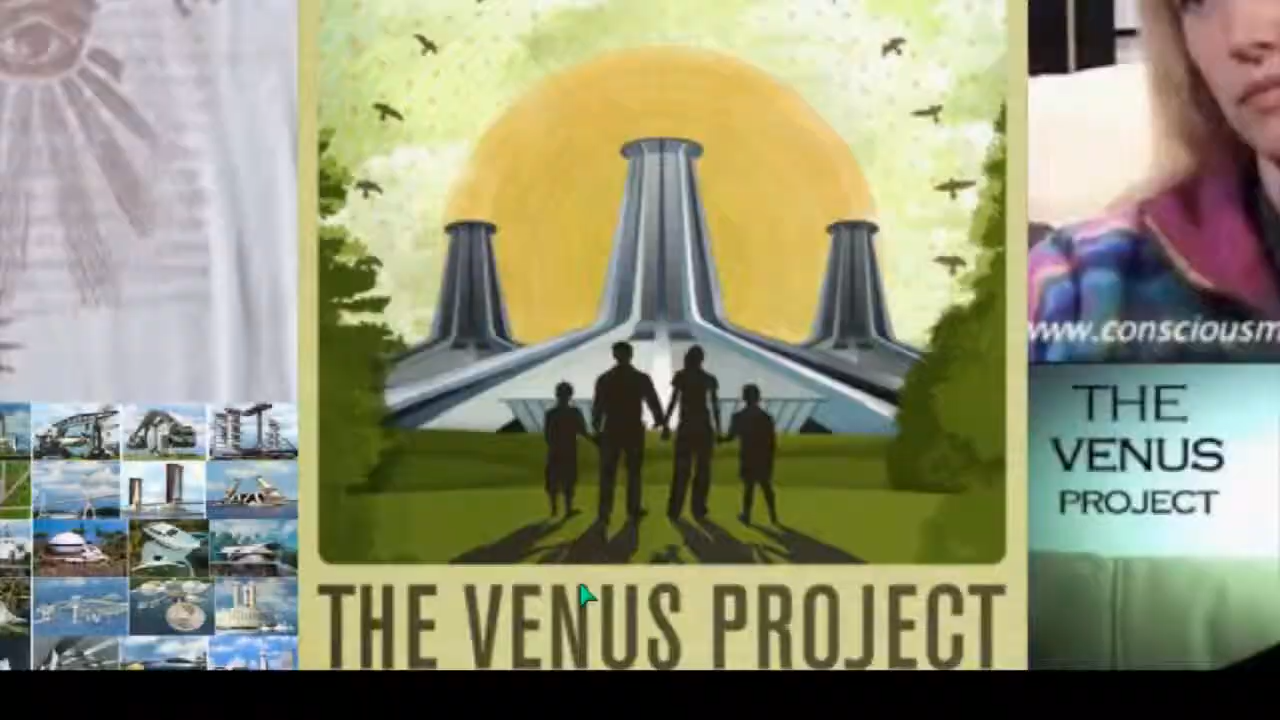 www.consciousm
THE
VENUS
PROJECT
THE VENUS PROJECT